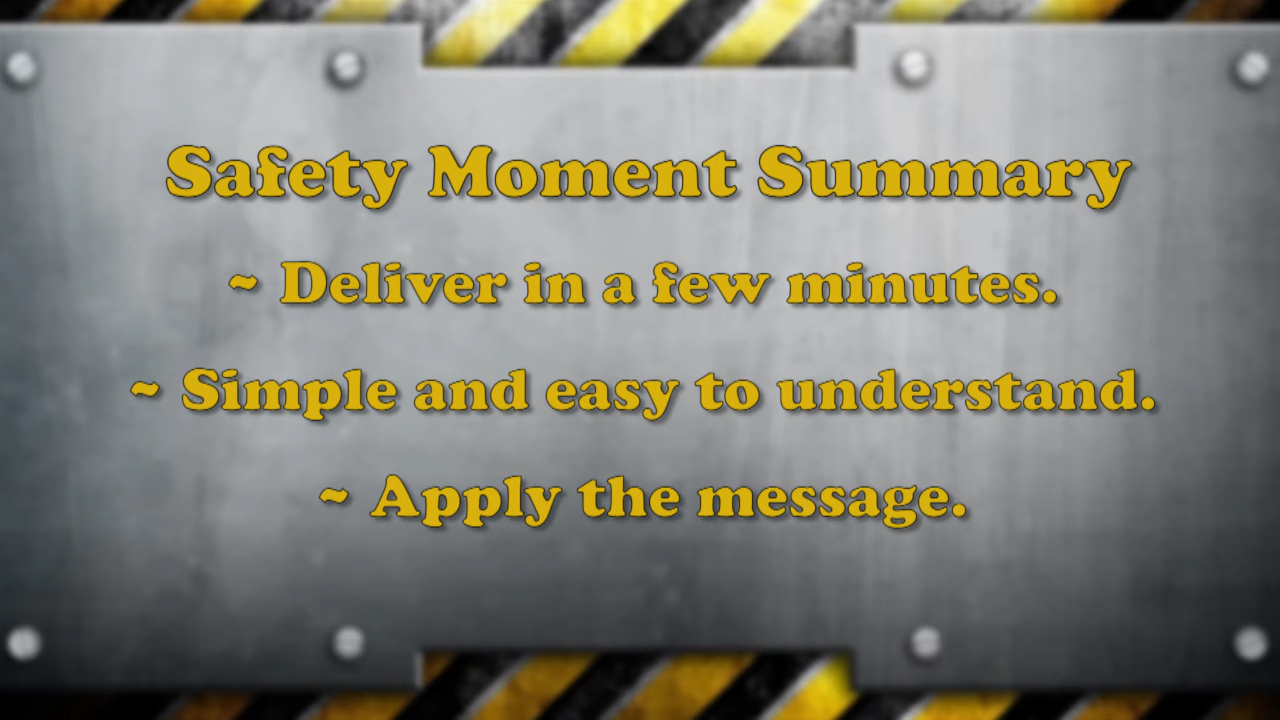 Safety Moment Summary
~ Deliver in a few minutes.
~ Simple and easy to understand.
~ Apply the message.